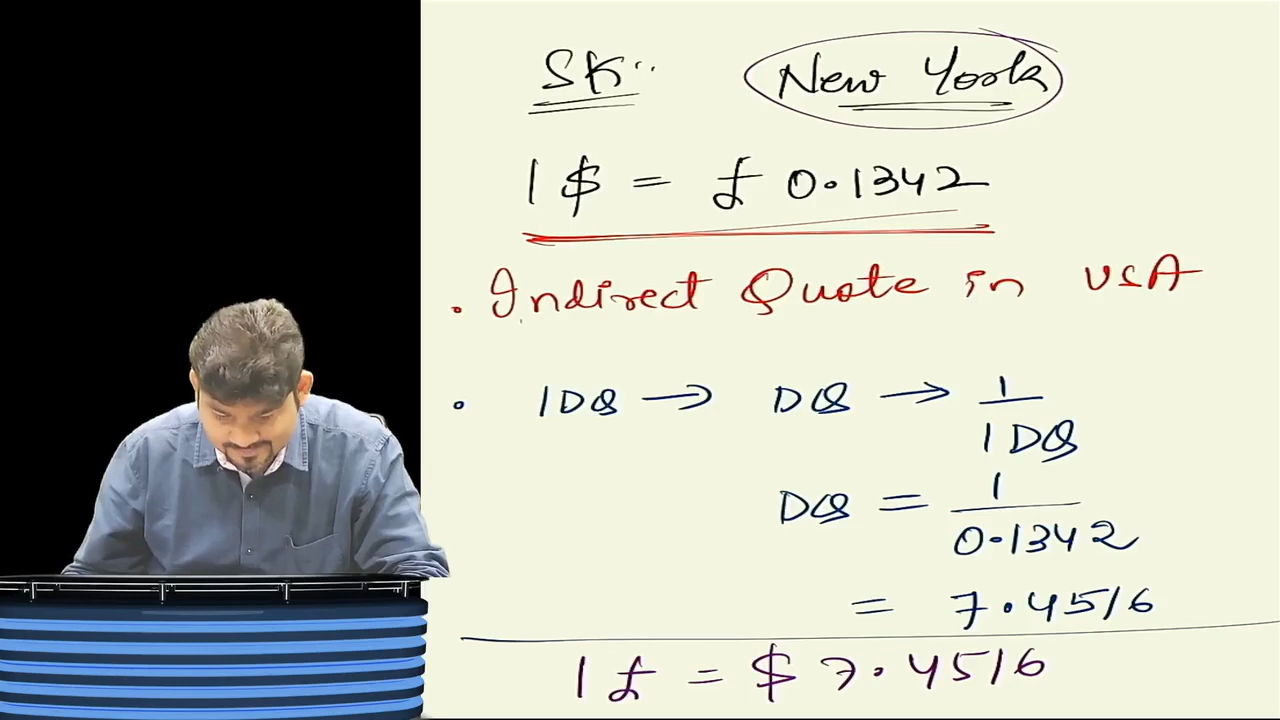 SK..
New York
1 $ = £ 0.1342
. Indirect Quote in USA
. IDQ → DQ → 1 / IDQ
DQ = 1 / 0.1342
= 7.4516
1 £ = $ 7.4516